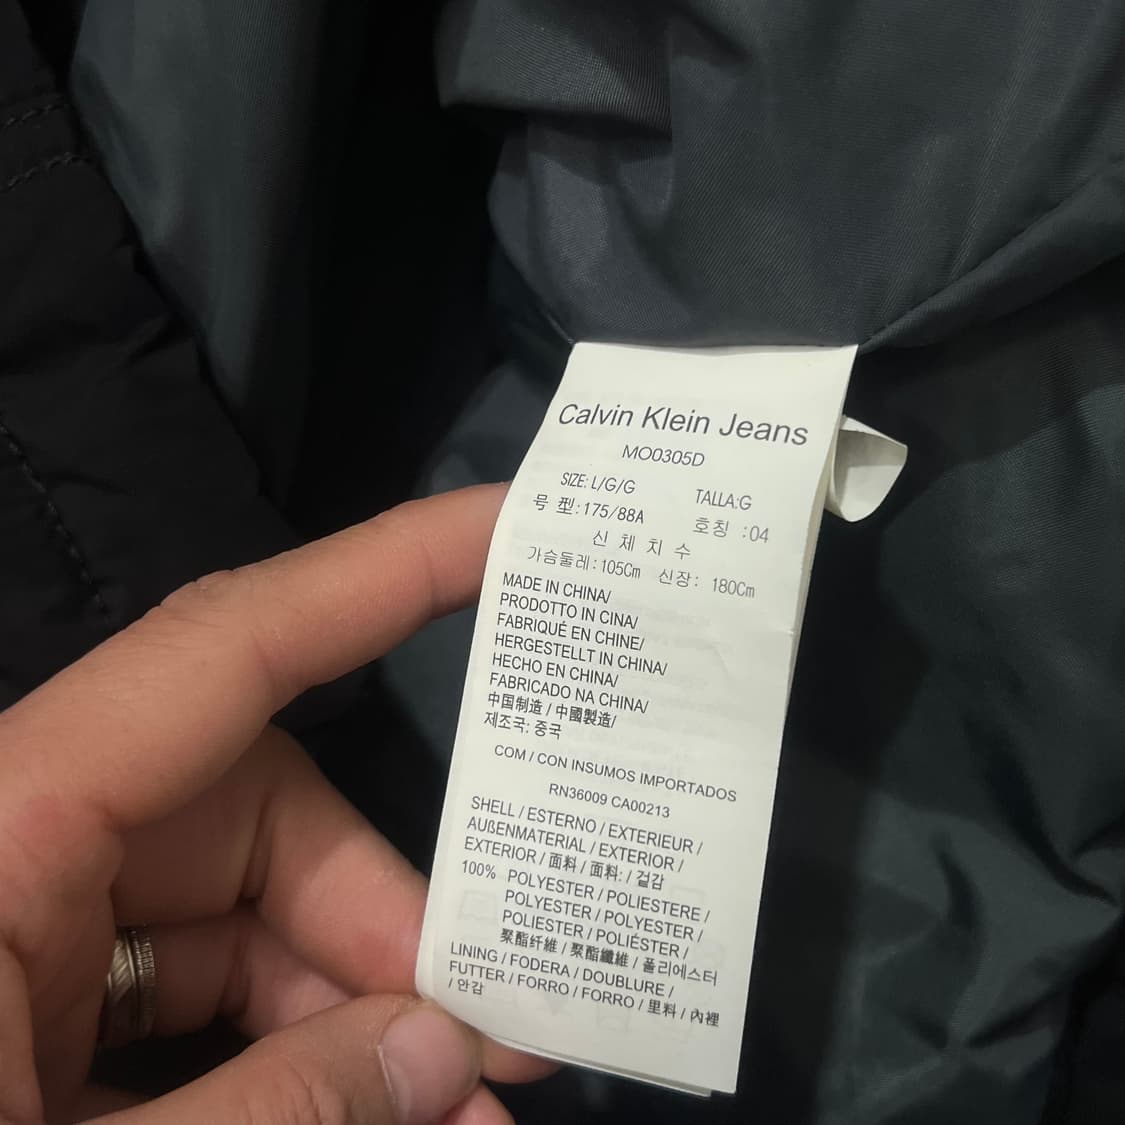 Calvin Klein Jeans
MO0305D
SIZE: L/G/G TALLA:G
号 型:175/88A 호칭 :04
신 체 치 수
가슴둘레:105Cm 신장: 180Cm
MADE IN CHINA/
PRODOTTO IN CINA/
FABRIQUÉ EN CHINE/
HERGESTELLT IN CHINA/
HECHO EN CHINA/
FABRICADO NA CHINA/
中国制造 / 中國製造/
제조국: 중국
COM / CON INSUMOS IMPORTADOS
RN36009 CA00213
SHELL / ESTERNO / EXTERIEUR /
AUßENMATERIAL / EXTERIOR /
EXTERIOR / 面料 / 面料: / 겉감
100% POLYESTER / POLIESTERE /
POLYESTER / POLYESTER /
POLIESTER / POLIÉSTER /
聚酯纤维 / 聚酯纖維 / 폴리에스터
LINING / FODERA / DOUBLURE /
FUTTER / FORRO / FORRO / 里料 / 內裡
/ 안감